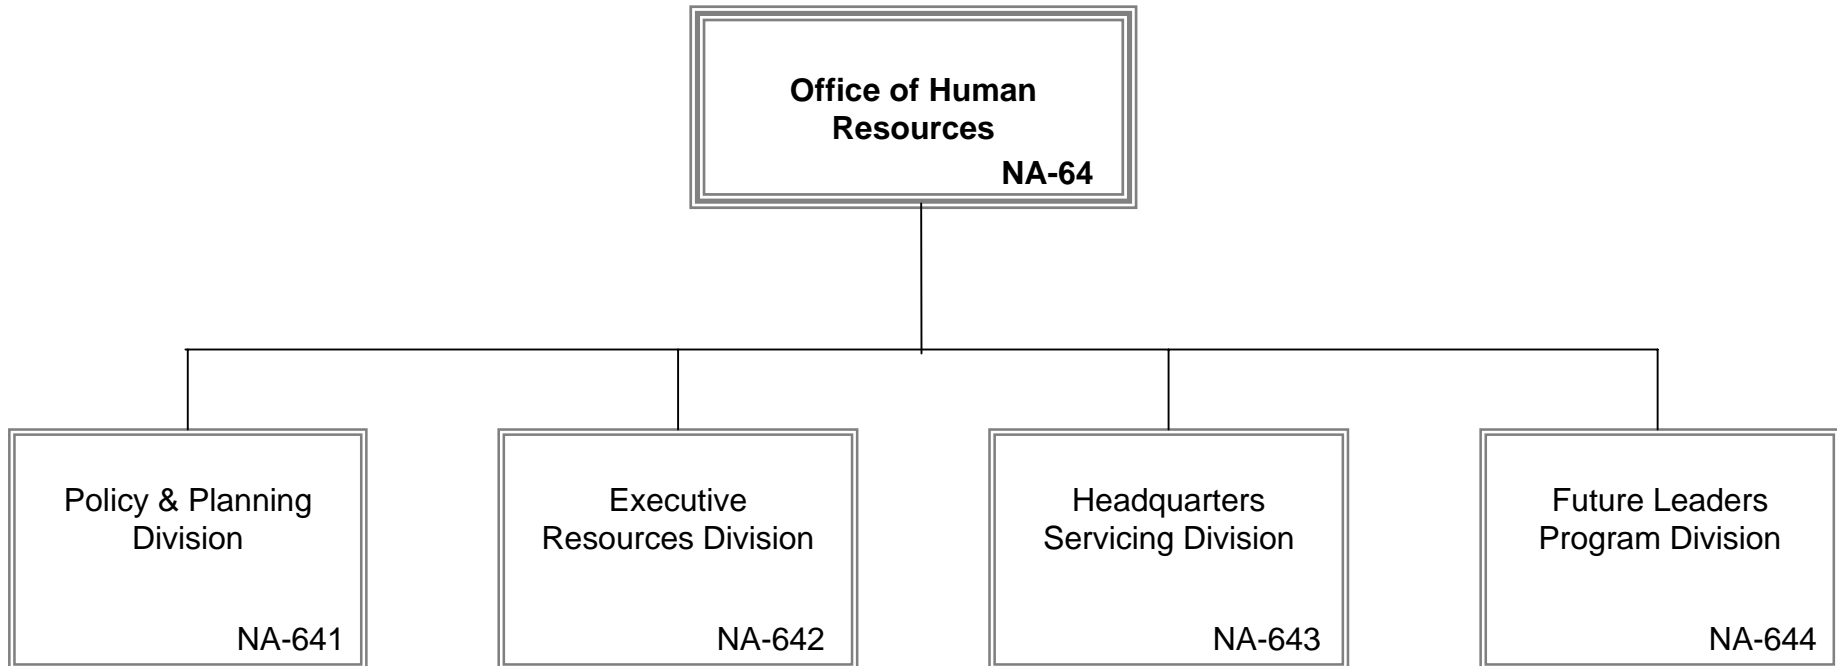 Office of Human
Resources
NA-64
Policy & Planning
Division
NA-641
Executive
Resources Division
NA-642
Headquarters
Servicing Division
NA-643
Future Leaders
Program Division
NA-644